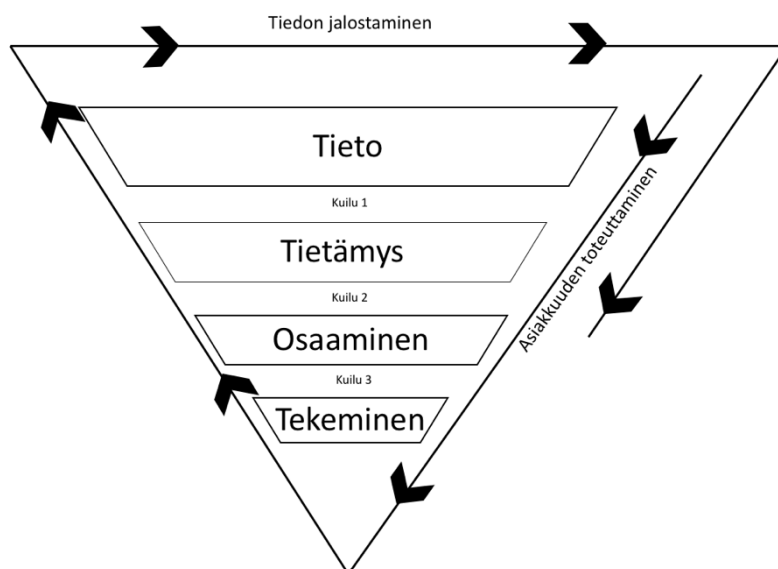 Tiedon jalostaminen
Tieto
Kuilu 1
Tietämys
Kuilu 2
Osaaminen
Kuilu 3
Tekeminen
Asiakkuuden toteuttaminen